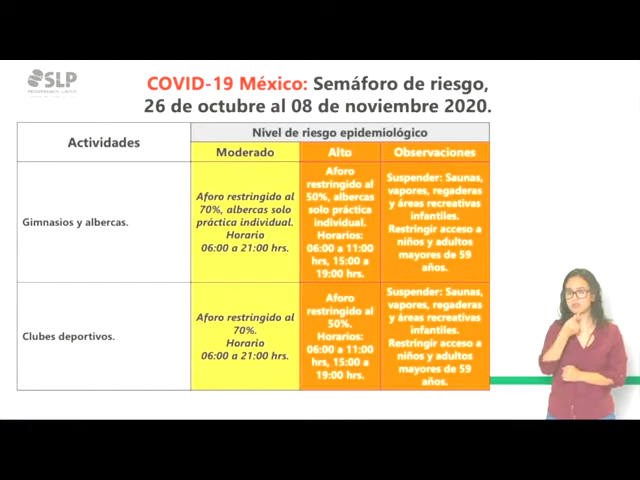 SLP
COVID-19 México: Semáforo de riesgo,
26 de octubre al 08 de noviembre 2020.
Actividades
Nivel de riesgo epidemiológico
Moderado
Alto
Observaciones
Gimnasios y albercas.
Aforo restringido al
70%, albercas solo
práctica individual.
Horario
06:00 a 21:00 hrs.
Aforo
restringido al
50%, albercas
solo práctica
individual.
Horarios:
06:00 a 11:00
hrs, 15:00 a
19:00 hrs.
Suspender: Saunas,
vapores, regaderas
y áreas recreativas
infantiles.
Restringir acceso a
niños y adultos
mayores de 59
años.
Clubes deportivos.
Aforo restringido al
70%.
Horario
06:00 a 21:00 hrs.
Aforo
restringido al
50%.
Horarios:
06:00 a 11:00
hrs, 15:00 a
19:00 hrs.
Suspender: Saunas,
vapores, regaderas
y áreas recreativas
infantiles.
Restringir acceso a
niños y adultos
mayores de 59
años.